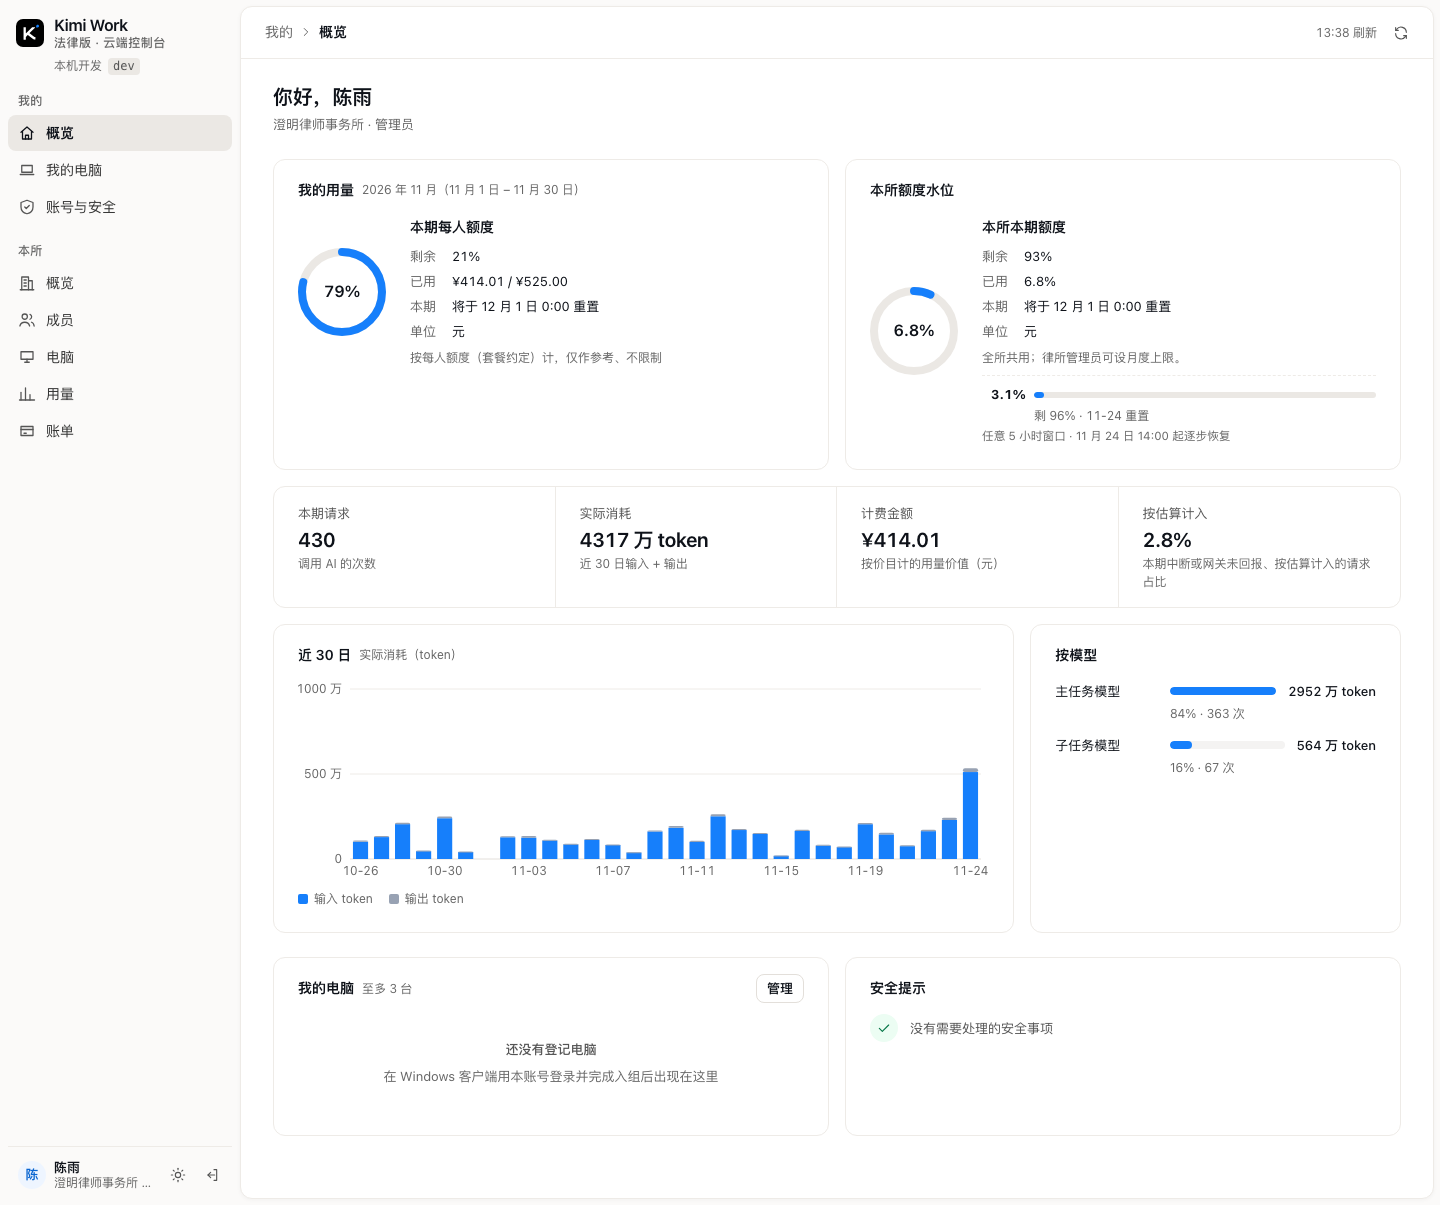 Kimi Work
法律版 · 云端控制台
本机开发 dev
我的
概览
我的电脑
账号与安全
本所
概览
成员
电脑
用量
账单
陈
陈雨
澄明律师事务所 ...
我的 > 概览
13:38 刷新
你好，陈雨
澄明律师事务所 · 管理员
我的用量 2026 年 11 月（11 月 1 日 – 11 月 30 日）
79%
本期每人额度
剩余 21%
已用 ¥414.01 / ¥525.00
本期 将于 12 月 1 日 0:00 重置
单位 元
按每人额度（套餐约定）计，仅作参考、不限制
本所额度水位
6.8%
本所本期额度
剩余 93%
已用 6.8%
本期 将于 12 月 1 日 0:00 重置
单位 元
全所共用；律所管理员可设月度上限。
3.1%
剩 96% · 11-24 重置
任意 5 小时窗口 · 11 月 24 日 14:00 起逐步恢复
本期请求
430
调用 AI 的次数
实际消耗
4317 万 token
近 30 日输入 + 输出
计费金额
¥414.01
按价目计的用量价值（元）
按估算计入
2.8%
本期中断或网关未回报、按估算计入的请求
占比
近 30 日 实际消耗（token）
1000 万
500 万
0
10-26 10-30 11-03 11-07 11-11 11-15 11-19 11-24
输入 token 输出 token
按模型
主任务模型 2952 万 token
84% · 363 次
子任务模型 564 万 token
16% · 67 次
我的电脑 至多 3 台
管理
还没有登记电脑
在 Windows 客户端用本账号登录并完成入组后出现在这里
安全提示
没有需要处理的安全事项